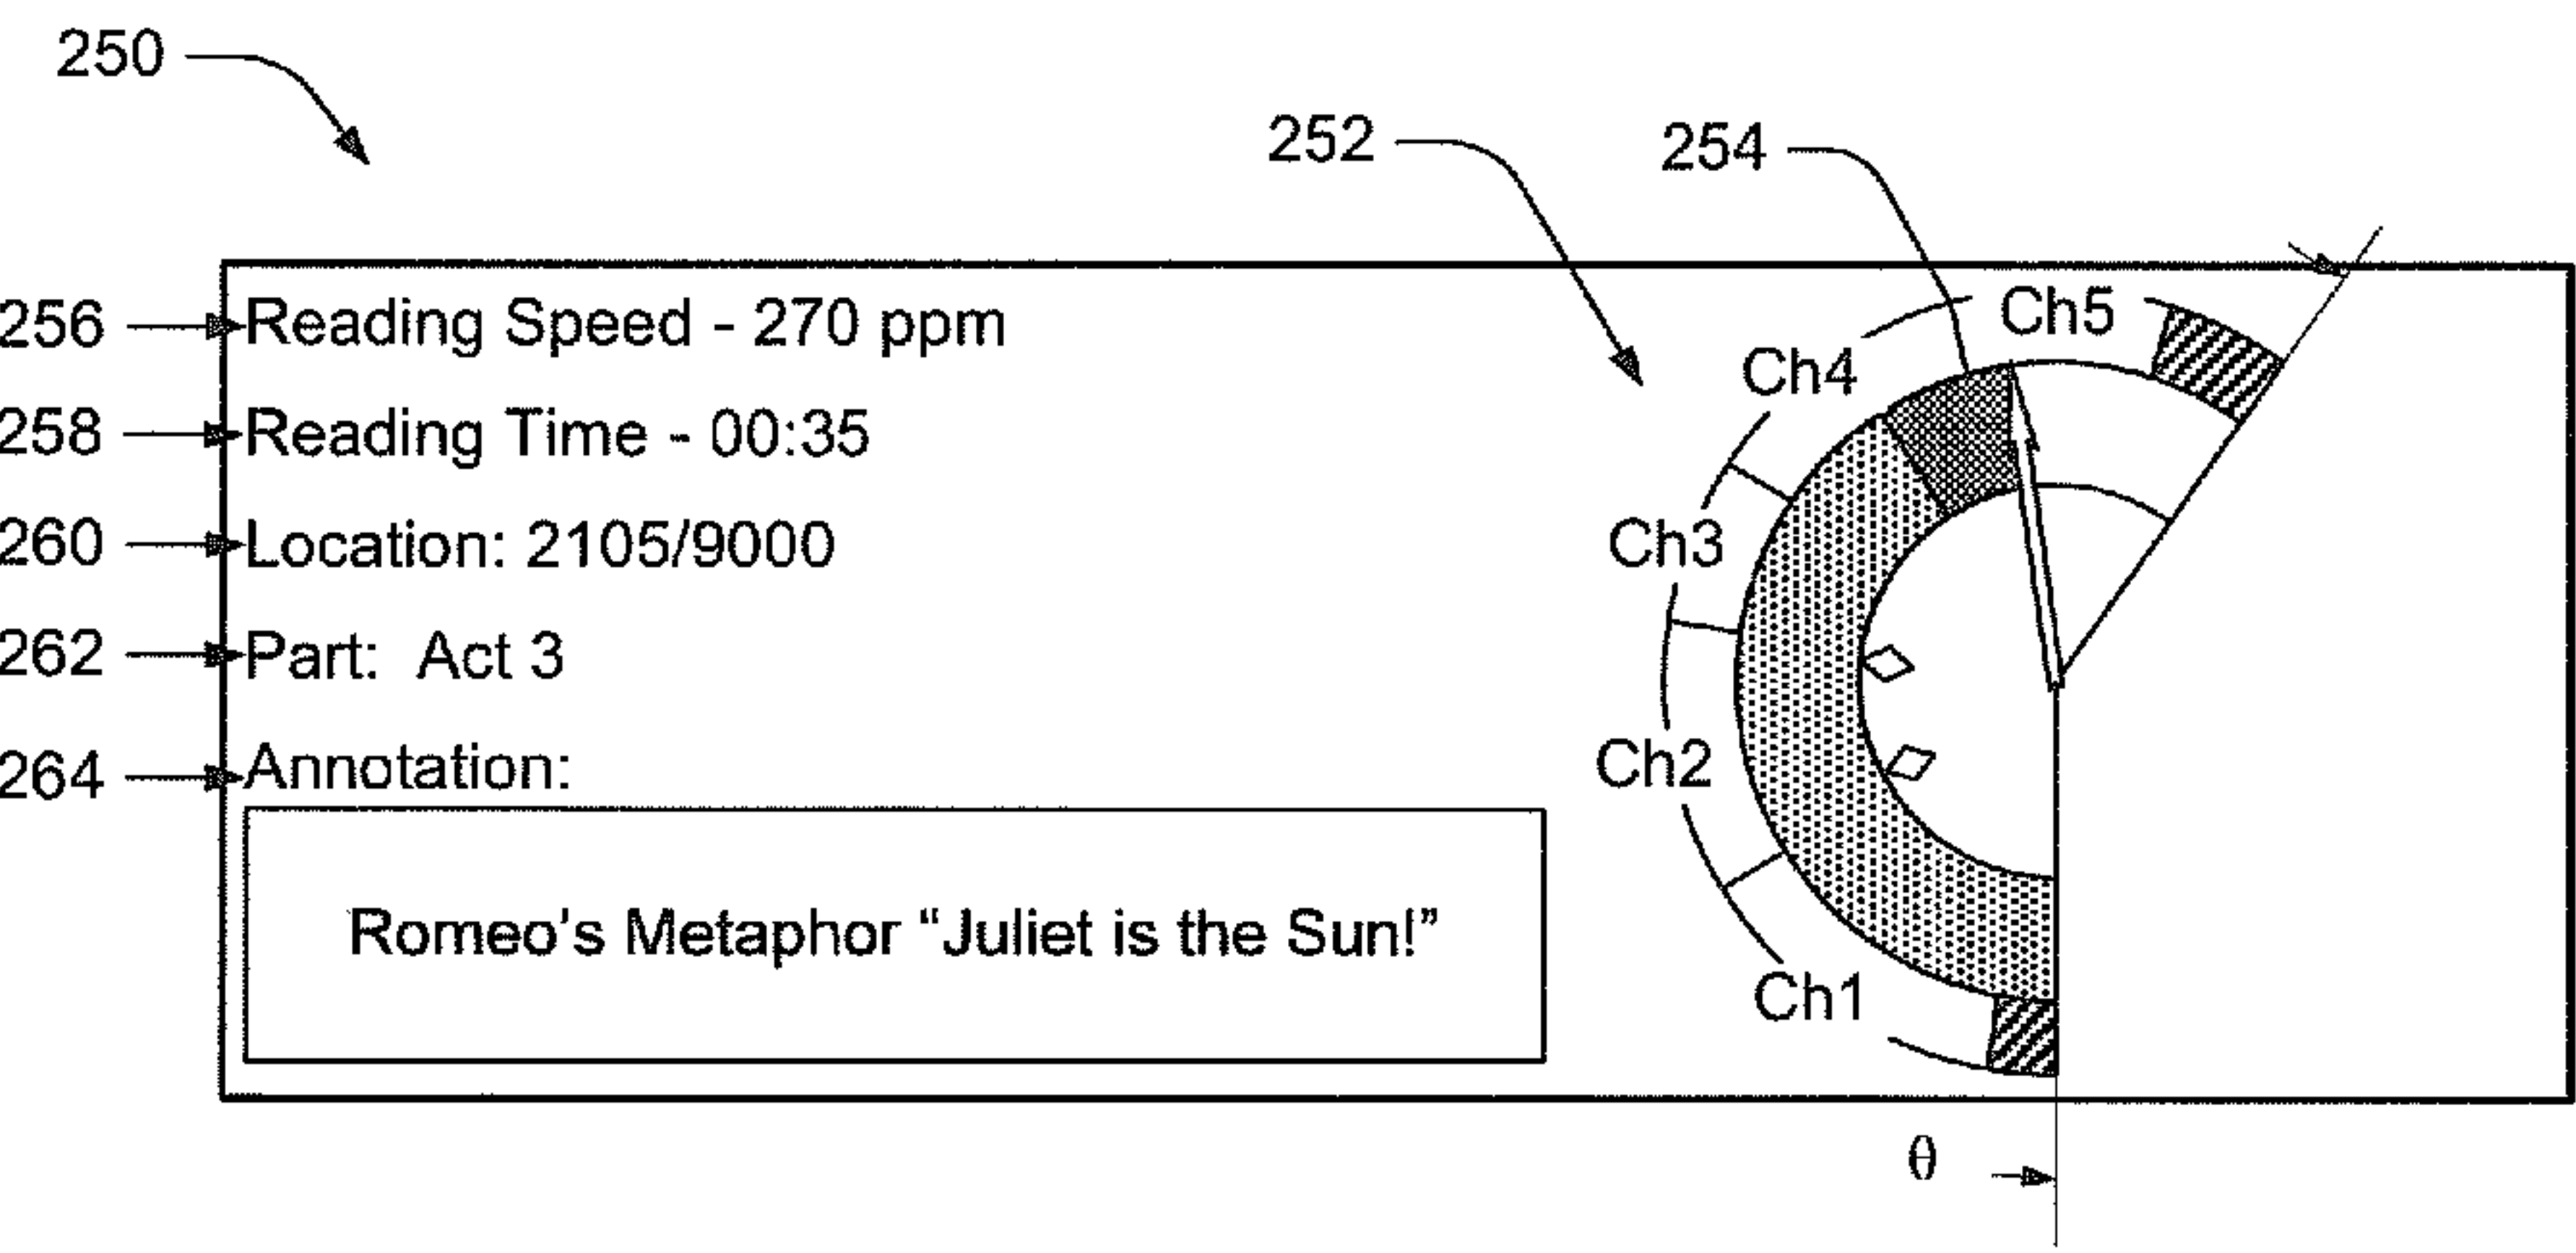 250
252
254
256
Reading Speed - 270 ppm
258
Reading Time - 00:35
260
Location: 2105/9000
262
Part: Act 3
264
Annotation:
Romeo's Metaphor “Juliet is the Sun!”
Ch5
Ch4
Ch3
Ch2
Ch1
θ